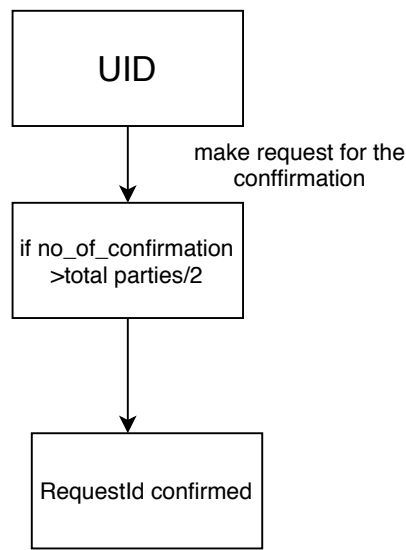 UID
make request for the
conffirmation
if no_of_confirmation
>total parties/2
RequestId confirmed